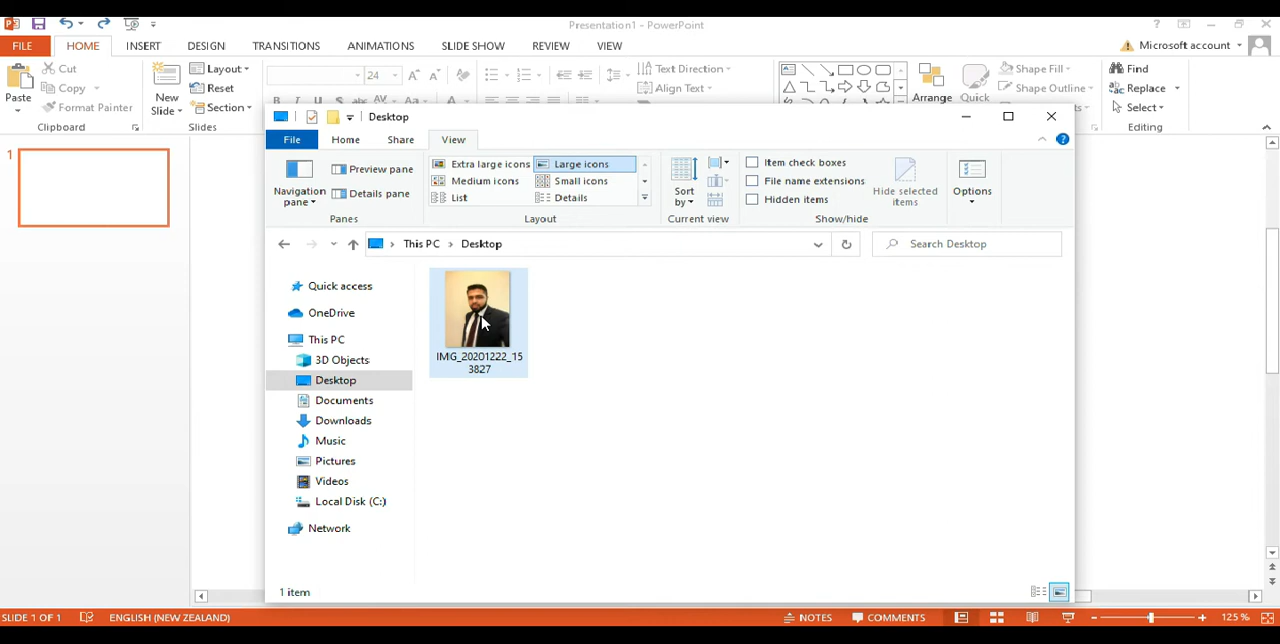 Presentation1 - PowerPoint
FILE HOME INSERT DESIGN TRANSITIONS ANIMATIONS SLIDE SHOW REVIEW VIEW Microsoft account
Paste
Cut
Copy
Format Painter
Clipboard
New
Slide
Layout
Reset
Section
Slides
24
Text Direction
Align Text
Arrange
Quick
Shape Fill
Shape Outline
Find
Replace
Select
Editing
1
Desktop
File Home Share View
Navigation
pane
Preview pane
Details pane
Panes
Extra large icons Large icons
Medium icons Small icons
List Details
Layout
Sort
by
Current view
Item check boxes
File name extensions
Hidden items
Hide selected
items
Show/hide
Options
This PC Desktop
Search Desktop
Quick access
OneDrive
This PC
3D Objects
Desktop
Documents
Downloads
Music
Pictures
Videos
Local Disk (C:)
Network
IMG_20201222_15
3827
1 item
SLIDE 1 OF 1 ENGLISH (NEW ZEALAND) NOTES COMMENTS 125 %